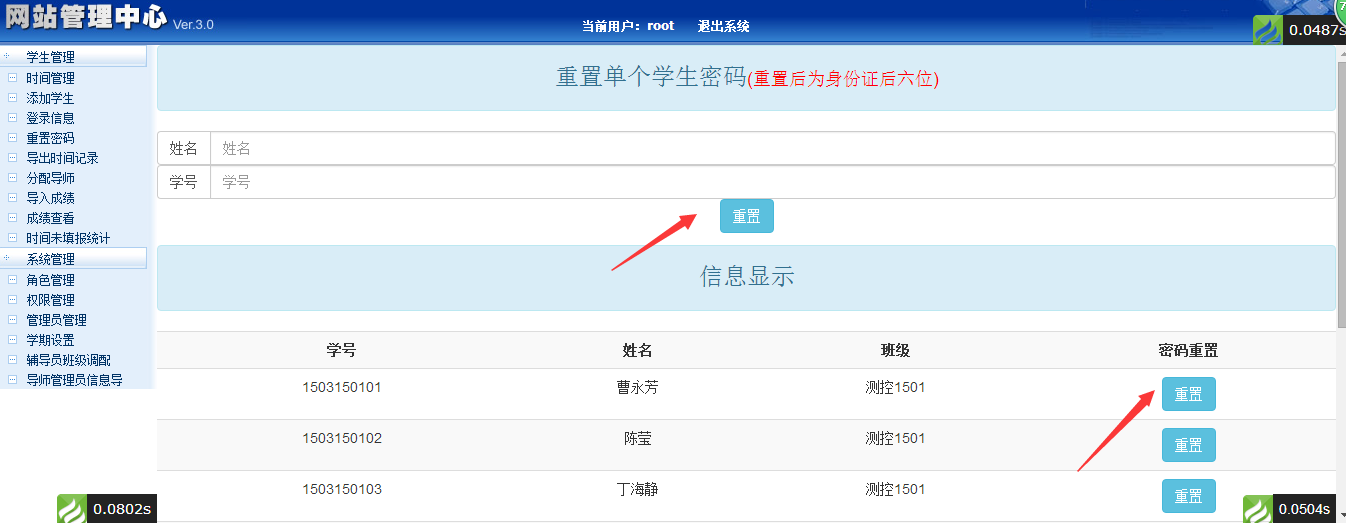 网站管理中心 Ver.3.0
当前用户：root 退出系统
0.0487s
学生管理
时间管理
添加学生
登录信息
重置密码
导出时间记录
分配导师
导入成绩
成绩查看
时间未填报统计
系统管理
角色管理
权限管理
管理员管理
学期设置
辅导员班级调配
导师管理员信息导
0.0802s
重置单个学生密码(重置后为身份证后六位)
姓名 姓名
学号 学号
重置
信息显示
学号 姓名 班级 密码重置
1503150101 曹永芳 测控1501 重置
1503150102 陈莹 测控1501 重置
1503150103 丁海静 测控1501 重置
0.0504s